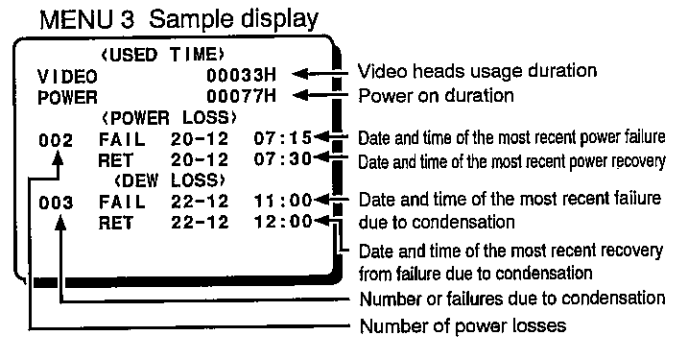 MENU 3 Sample display
<USED TIME>
VIDEO 00033H
Video heads usage duration
POWER 00077H
Power on duration
<POWER LOSS>
002 FAIL 20-12 07:15
Date and time of the most recent power failure
RET 20-12 07:30
Date and time of the most recent power recovery
<DEW LOSS>
003 FAIL 22-12 11:00
Date and time of the most recent failure
due to condensation
RET 22-12 12:00
Date and time of the most recent recovery
from failure due to condensation
Number or failures due to condensation
Number of power losses